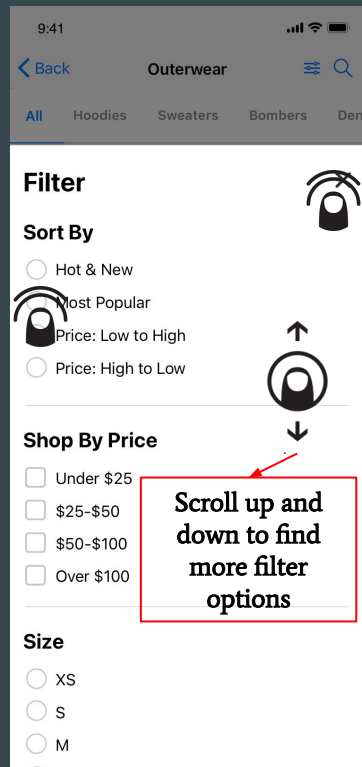 9:41
Back
Outerwear
All Hoodies Sweaters Bombers Den
Filter
Sort By
Hot & New
Most Popular
Price: Low to High
Price: High to Low
Shop By Price
Under $25
$25-$50
$50-$100
Over $100
Scroll up and
down to find
more filter
options
Size
XS
S
M